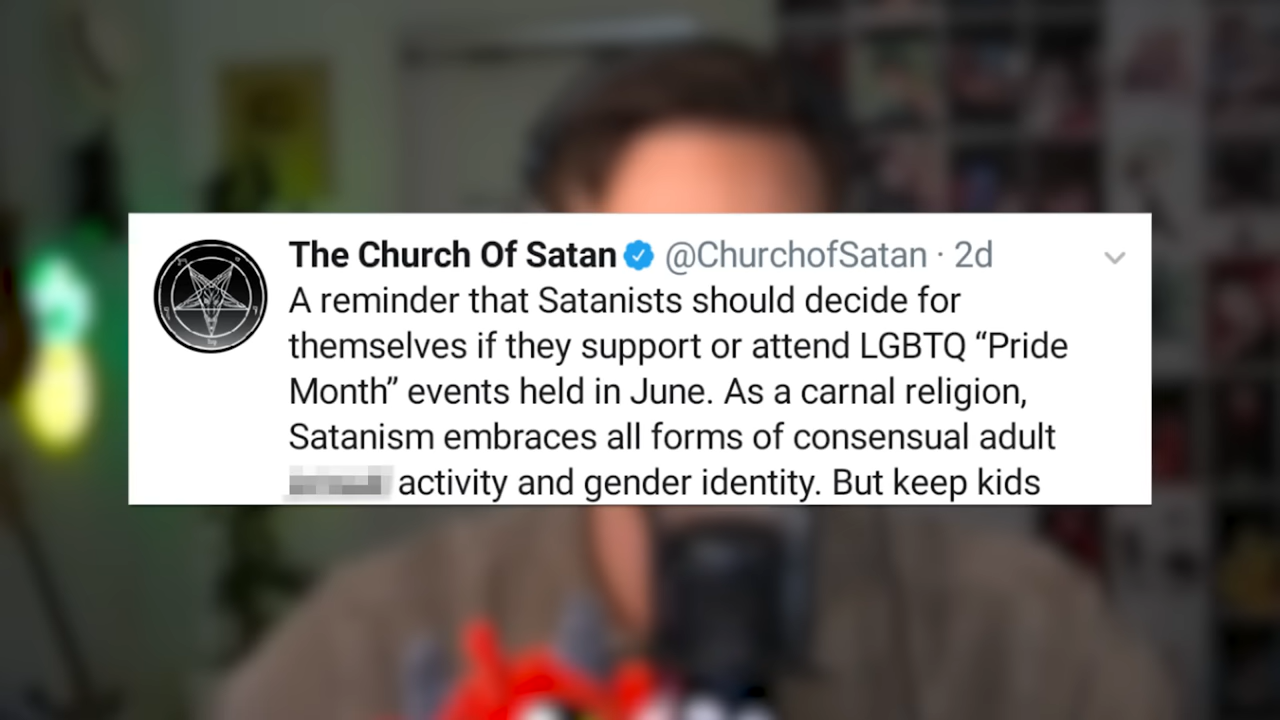 The Church Of Satan @ChurchofSatan · 2d
A reminder that Satanists should decide for
themselves if they support or attend LGBTQ “Pride
Month” events held in June. As a carnal religion,
Satanism embraces all forms of consensual adult
activity and gender identity. But keep kids